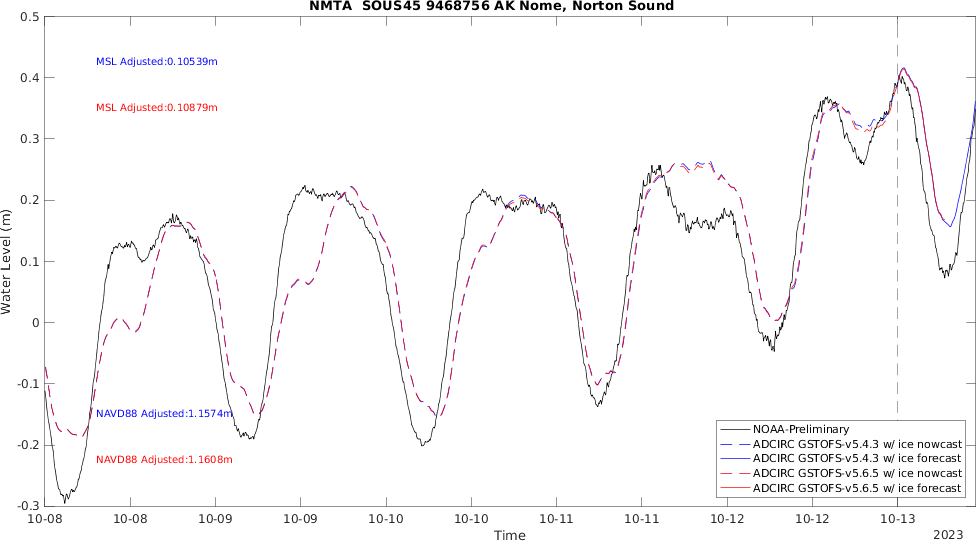 NMTA SOUS45 9468756 AK Nome, Norton Sound
0.5
0.4
0.3
0.2
0.1
0
-0.1
-0.2
-0.3
Water Level (m)
MSL Adjusted:0.10539m
MSL Adjusted:0.10879m
NAVD88 Adjusted:1.1574m
NAVD88 Adjusted:1.1608m
NOAA-Preliminary
ADCIRC GSTOFS-v5.4.3 w/ ice nowcast
ADCIRC GSTOFS-v5.4.3 w/ ice forecast
ADCIRC GSTOFS-v5.6.5 w/ ice nowcast
ADCIRC GSTOFS-v5.6.5 w/ ice forecast
10-08 10-08 10-09 10-09 10-10 10-10 10-11 10-11 10-12 10-12 10-13
Time
2023